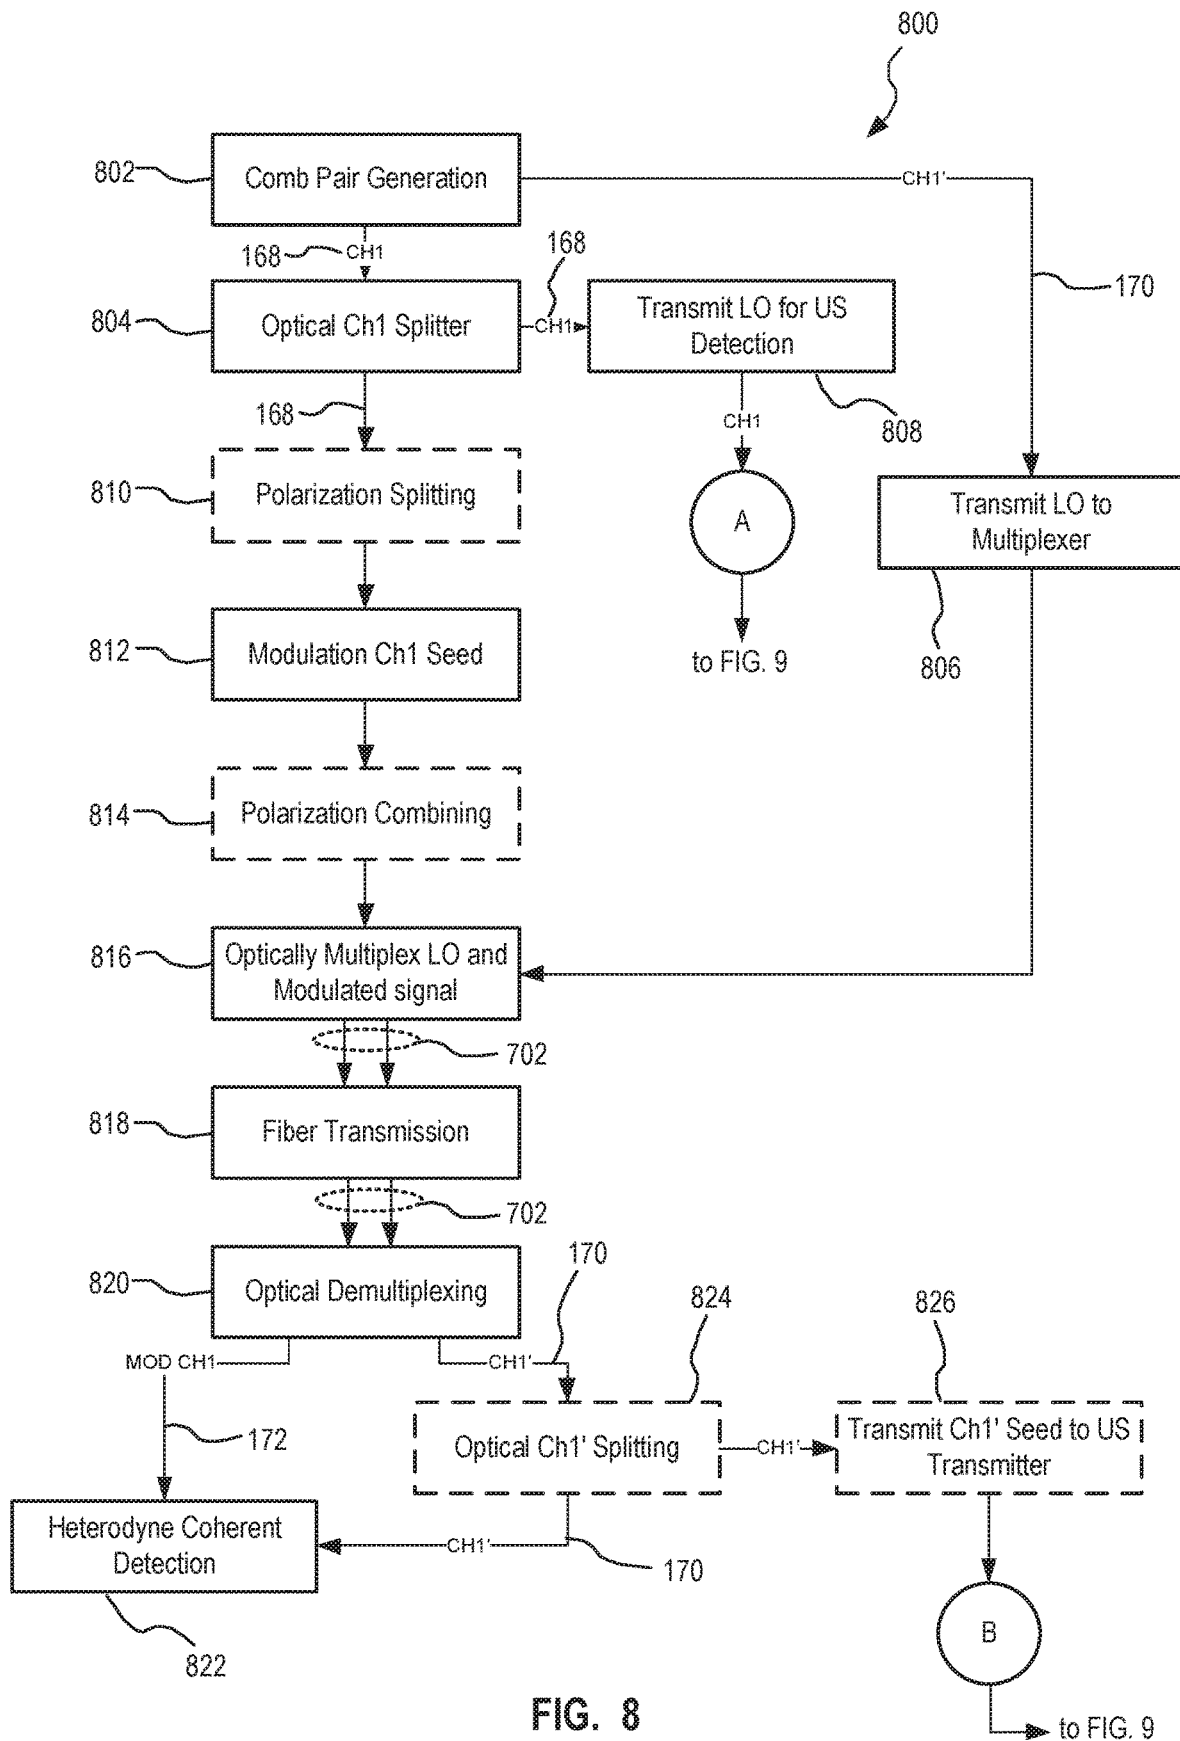 800
802
Comb Pair Generation
CH1'
168
CH1
168
170
804
Optical Ch1 Splitter
CH1
Transmit LO for US
Detection
168
CH1
808
810
Polarization Splitting
A
Transmit LO to
Multiplexer
812
Modulation Ch1 Seed
to FIG. 9
806
814
Polarization Combining
816
Optically Multiplex LO and
Modulated signal
702
818
Fiber Transmission
702
820
Optical Demultiplexing
170
824
826
MOD CH1
CH1'
172
Optical Ch1' Splitting
CH1'
Transmit Ch1' Seed to US
Transmitter
Heterodyne Coherent
Detection
CH1'
170
822
B
FIG. 8
to FIG. 9